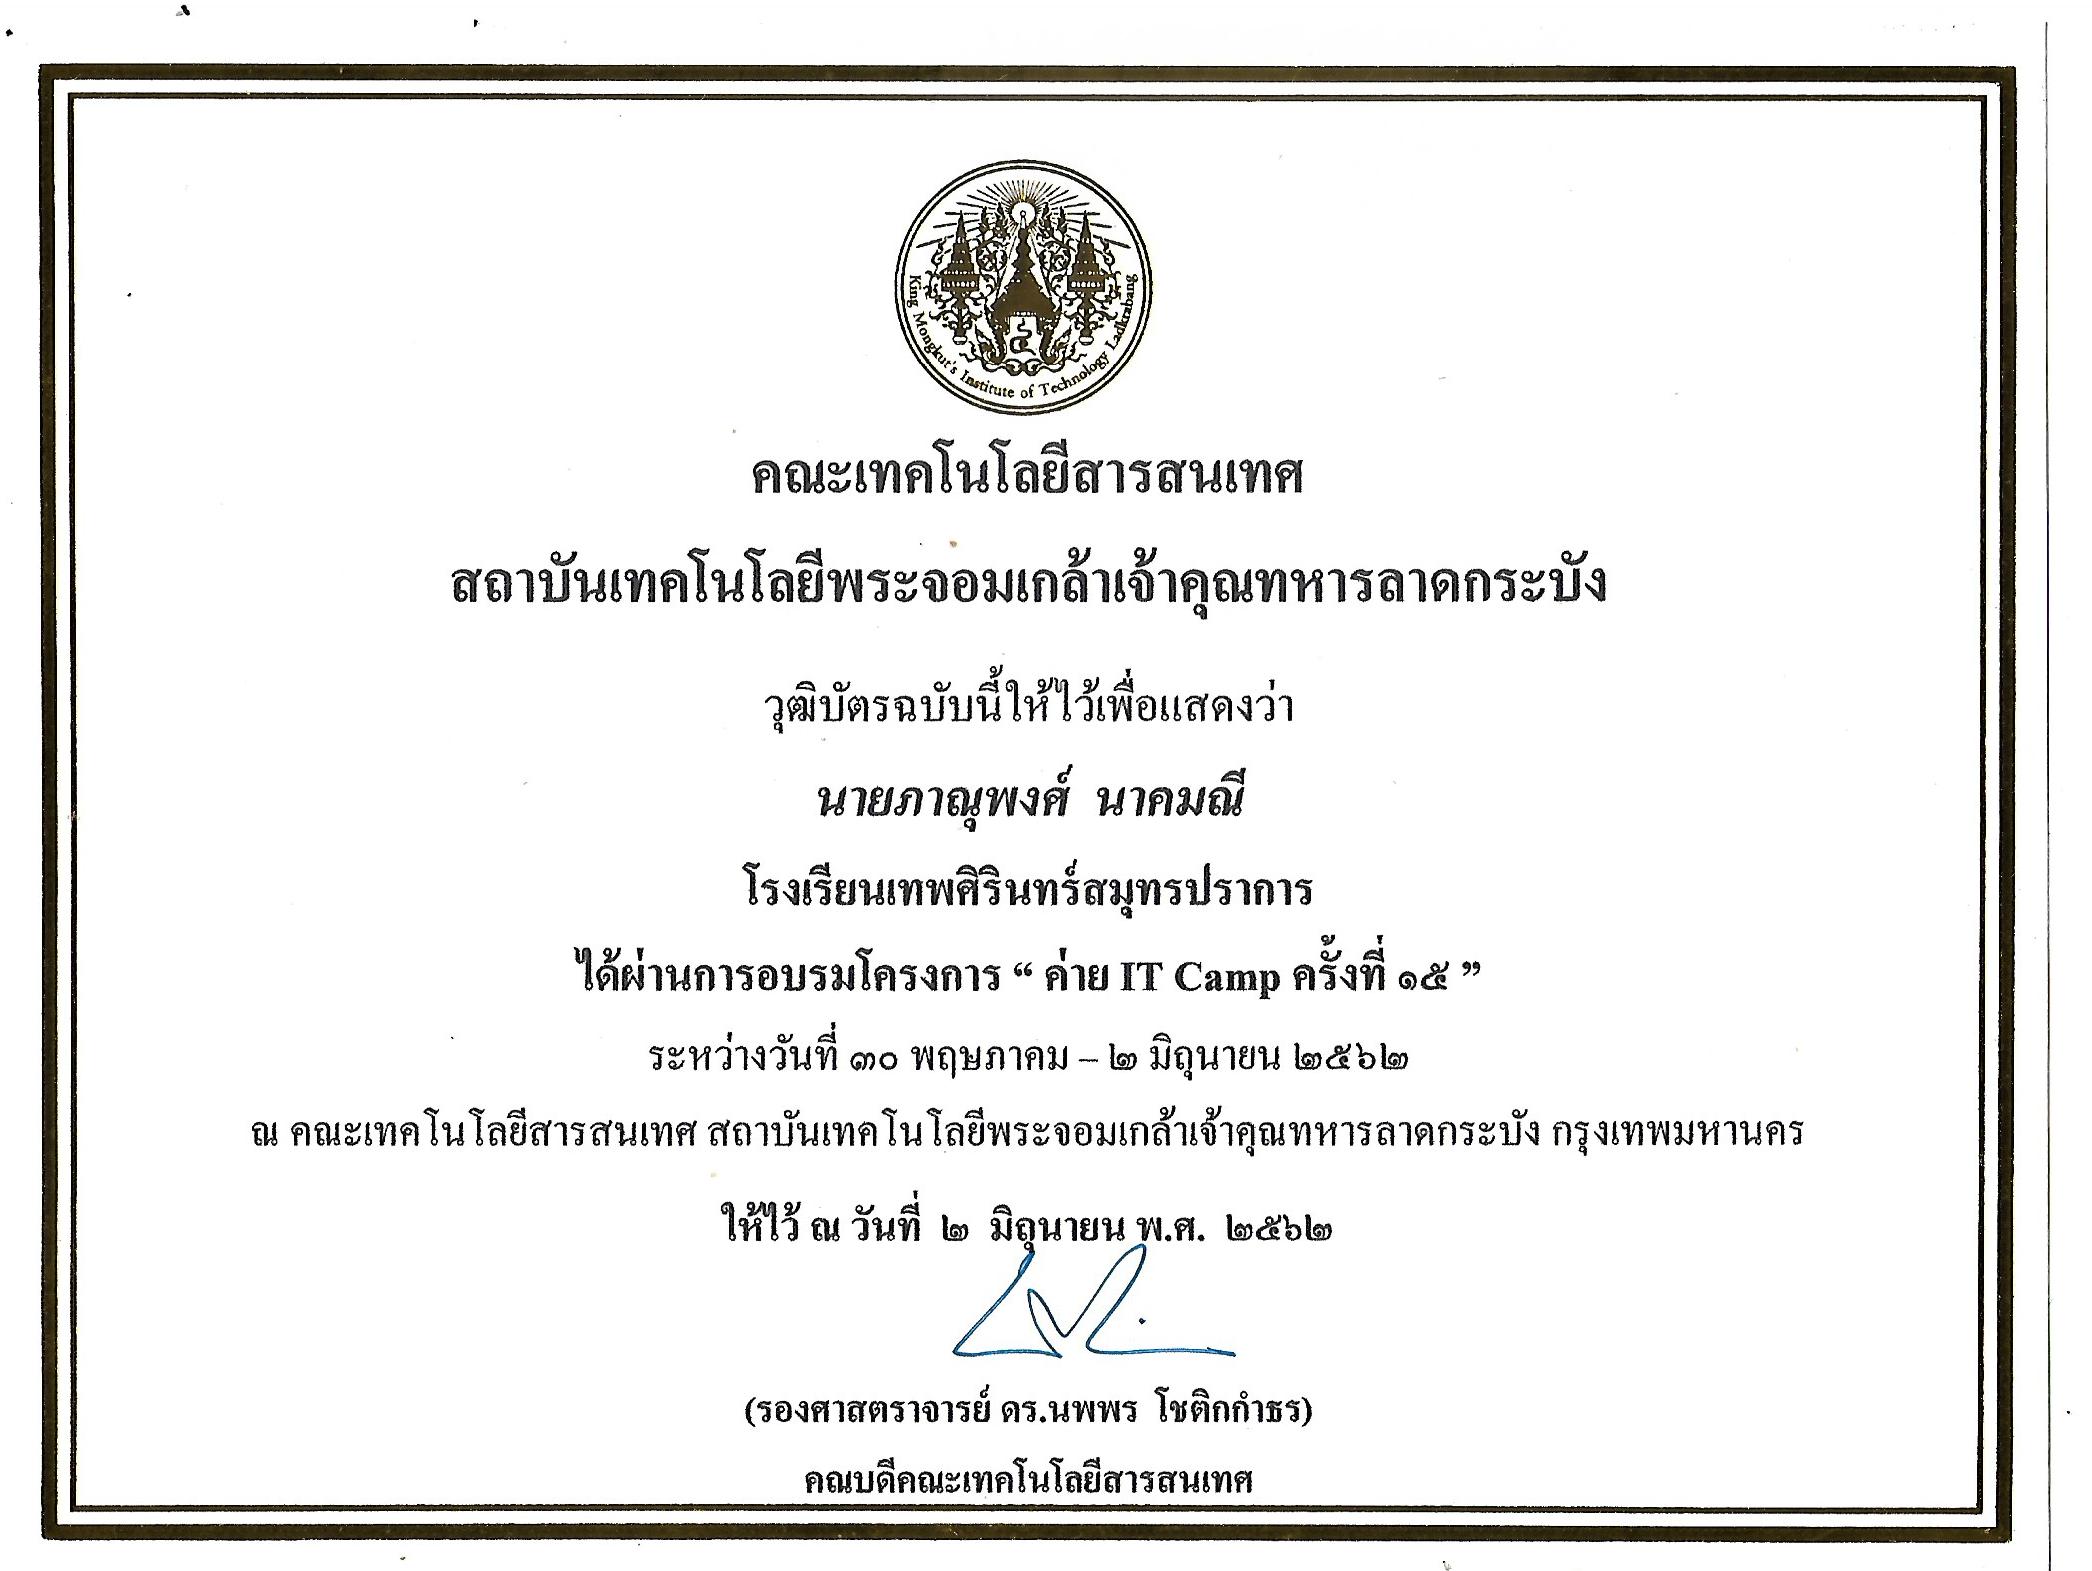 King Mongkut's Institute of Technology Ladkrabang
๔
คณะเทคโนโลยีสารสนเทศ
สถาบันเทคโนโลยีพระจอมเกล้าเจ้าคุณทหารลาดกระบัง
วุฒิบัตรฉบับนี้ให้ไว้เพื่อแสดงว่า
นายภาณุพงศ์ นาคมณี
โรงเรียนเทพศิรินทร์สมุทรปราการ
ได้ผ่านการอบรมโครงการ “ ค่าย IT Camp ครั้งที่ ๑๕ ”
ระหว่างวันที่ ๓๐ พฤษภาคม – ๒ มิถุนายน ๒๕๖๒
ณ คณะเทคโนโลยีสารสนเทศ สถาบันเทคโนโลยีพระจอมเกล้าเจ้าคุณทหารลาดกระบัง กรุงเทพมหานคร
ให้ไว้ ณ วันที่ ๒ มิถุนายน พ.ศ. ๒๕๖๒
(รองศาสตราจารย์ ดร.นพพร โชติกกำธร)
คณบดีคณะเทคโนโลยีสารสนเทศ